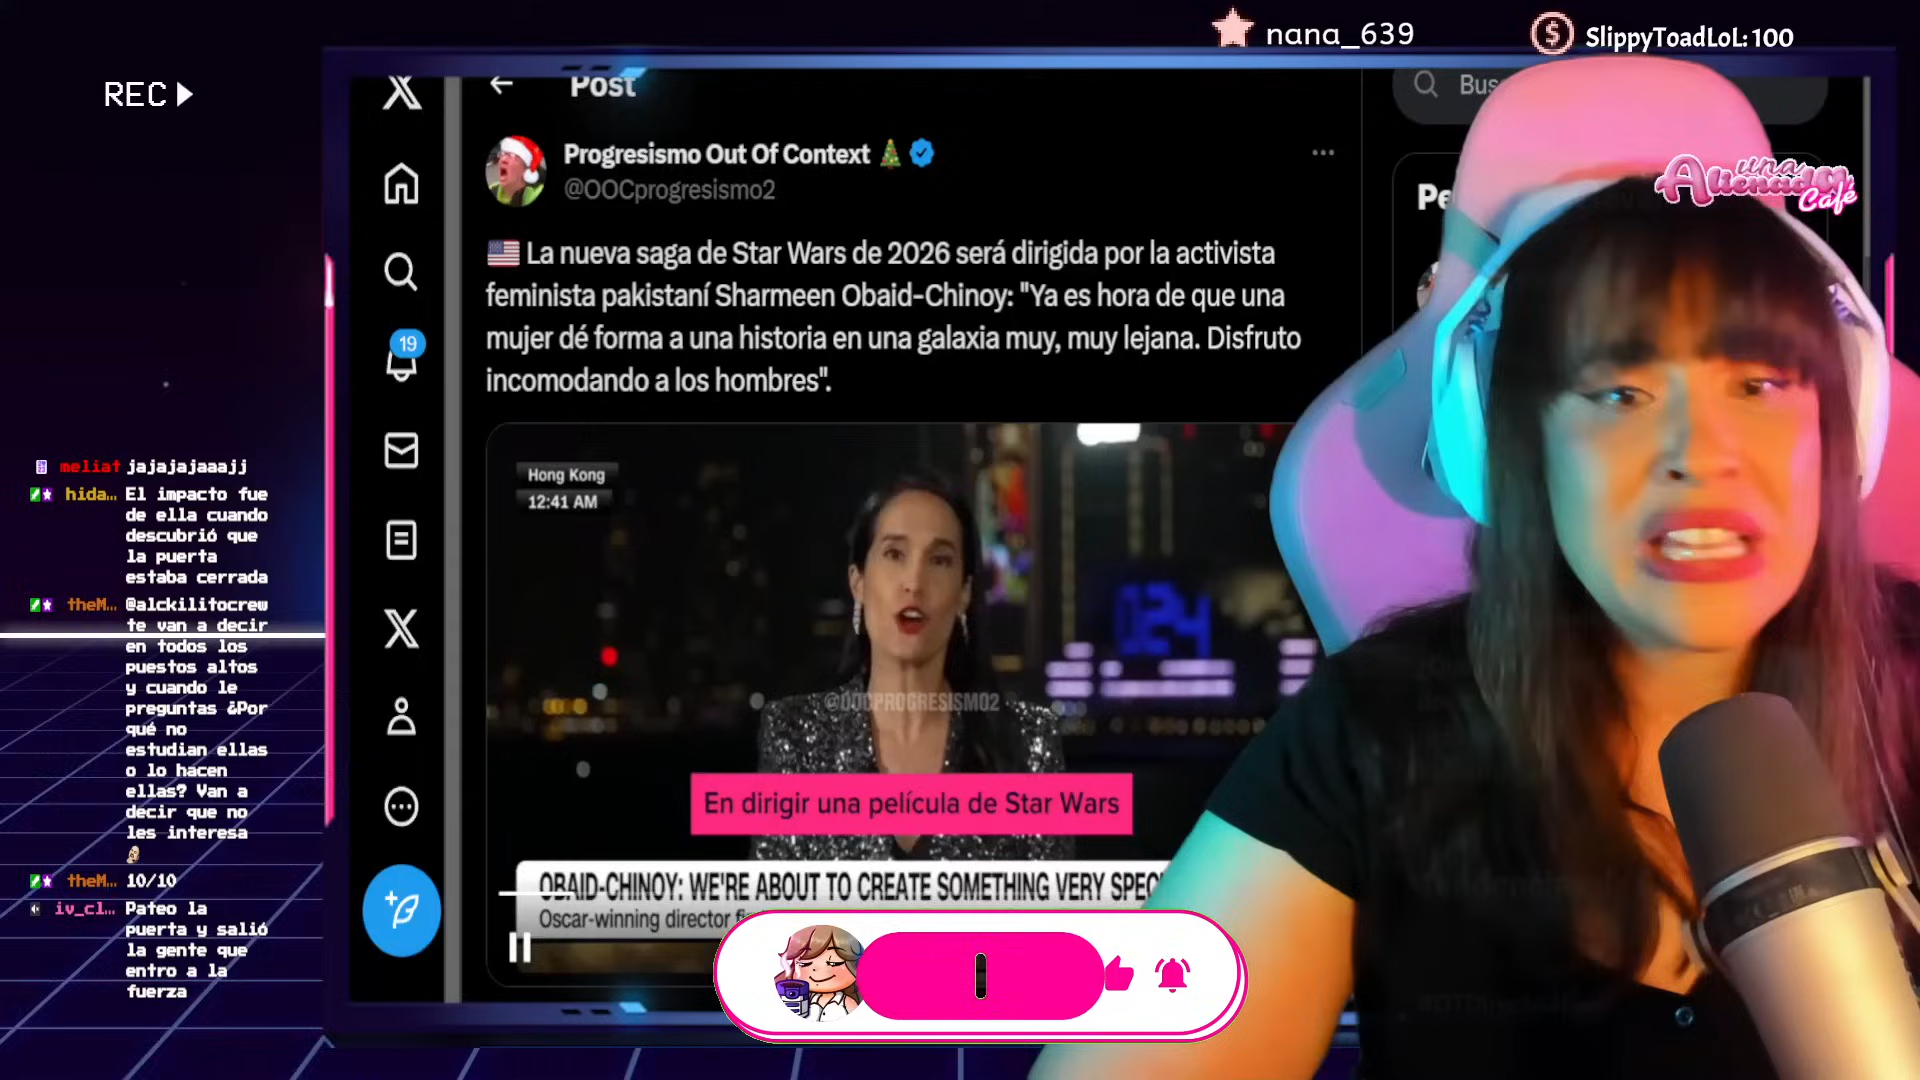 nana_639
SlippyToadLoL: 100
REC
Post
Progresismo Out Of Context
@OOCprogresismo2
La nueva saga de Star Wars de 2026 será dirigida por la activista
feminista pakistaní Sharmeen Obaid-Chinoy: "Ya es hora de que una
mujer dé forma a una historia en una galaxia muy, muy lejana. Disfruto
incomodando a los hombres".
19
Hong Kong
12:41 AM
@OOCPROGRESISMO2
En dirigir una película de Star Wars
OBAID-CHINOY: WE'RE ABOUT TO CREATE SOMETHING VERY
Oscar-winning director
una
Alienada
Café
meliat jajajajaaajj
hida... El impacto fue
de ella cuando
descubrió que
la puerta
estaba cerrada
theM... @alckilitocrew
te van a decir
en todos los
puestos altos
y cuando le
preguntas ¿Por
qué no
estudian ellas
o lo hacen
ellas? Van a
decir que no
les interesa
theM... 10/10
iv_cl... Pateo la
puerta y salió
la gente que
entro a la
fuerza